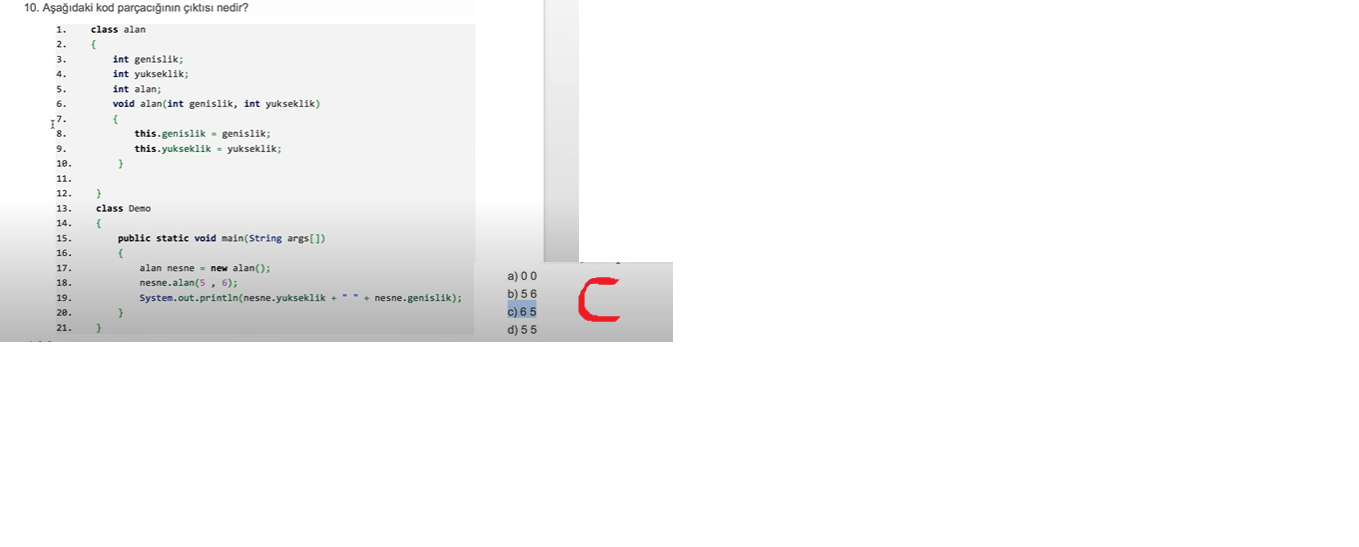 10. Aşağıdaki kod parçacığının çıktısı nedir?
1. class alan
2. {
3. int genislik;
4. int yukseklik;
5. int alan;
6. void alan(int genislik, int yukseklik)
7. {
8. this.genislik = genislik;
9. this.yukseklik = yukseklik;
10. }
11.
12. }
13. class Demo
14. {
15. public static void main(String args[])
16. {
17. alan nesne = new alan();
18. nesne.alan(5 , 6);
19. System.out.println(nesne.yukseklik + " " + nesne.genislik);
20. }
21. }
a) 0 0
b) 5 6
c) 6 5
d) 5 5
C